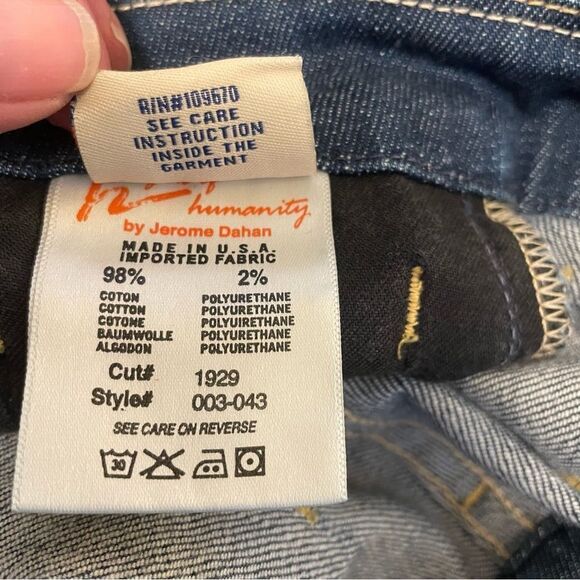 R/N#109670
SEE CARE
INSTRUCTION
INSIDE THE
GARMENT
humanity
by Jerome Dahan
MADE IN U.S.A.
IMPORTED FABRIC
98% 2%
COTON POLYURETHANE
COTTON POLYURETHANE
COTONE POLYURETHANE
BAUMWOLLE POLYURETHANE
ALGODON POLYURETHANE
Cut# 1929
Style# 003-043
SEE CARE ON REVERSE
30